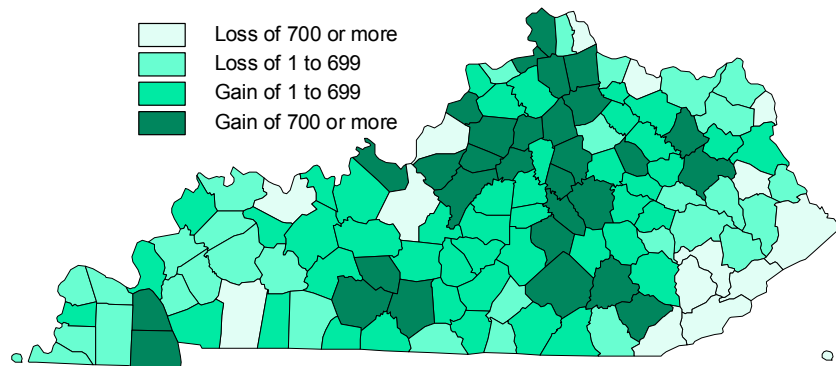 Loss of 700 or more
Loss of 1 to 699
Gain of 1 to 699
Gain of 700 or more